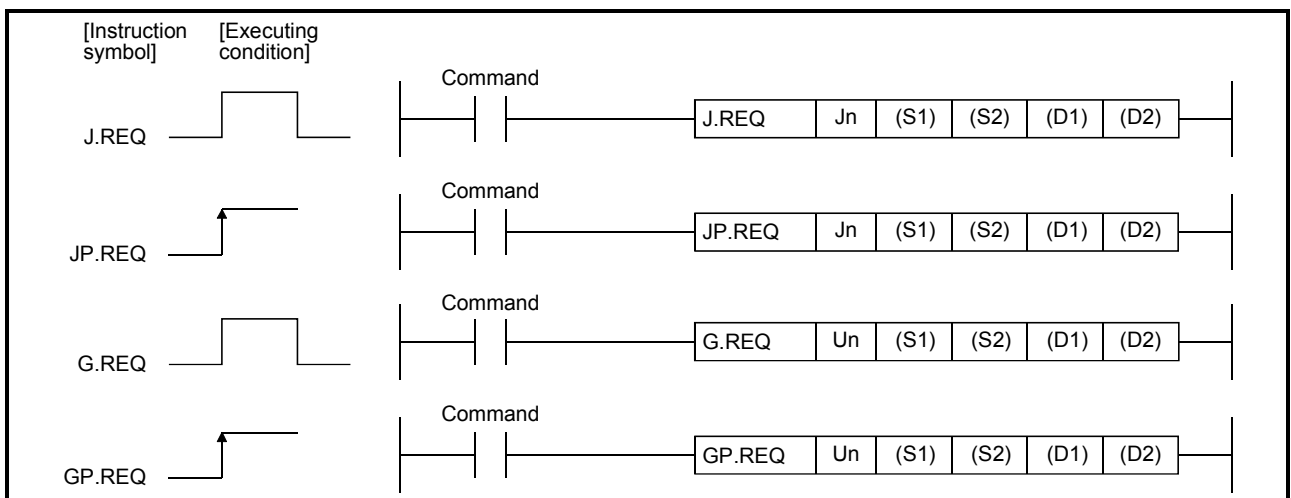 [Instruction symbol] [Executing condition]
Command
J.REQ J.REQ Jn (S1) (S2) (D1) (D2)
Command
JP.REQ JP.REQ Jn (S1) (S2) (D1) (D2)
Command
G.REQ G.REQ Un (S1) (S2) (D1) (D2)
Command
GP.REQ GP.REQ Un (S1) (S2) (D1) (D2)